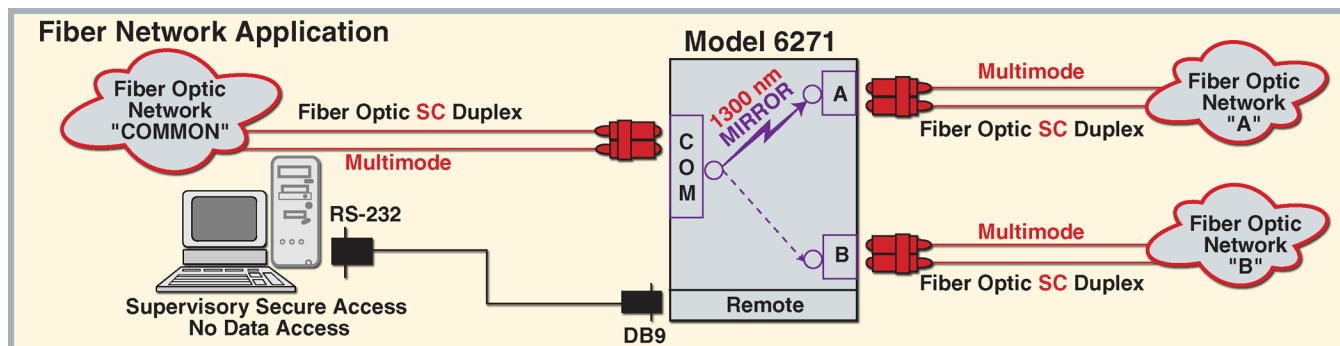 Fiber Network Application
Fiber Optic
Network
"COMMON"
Fiber Optic SC Duplex
Multimode
RS-232
Supervisory Secure Access
No Data Access
DB9
Model 6271
COM
1300 nm
MIRROR
A
B
Remote
Multimode
Fiber Optic SC Duplex
Fiber Optic
Network
"A"
Multimode
Fiber Optic SC Duplex
Fiber Optic
Network
"B"